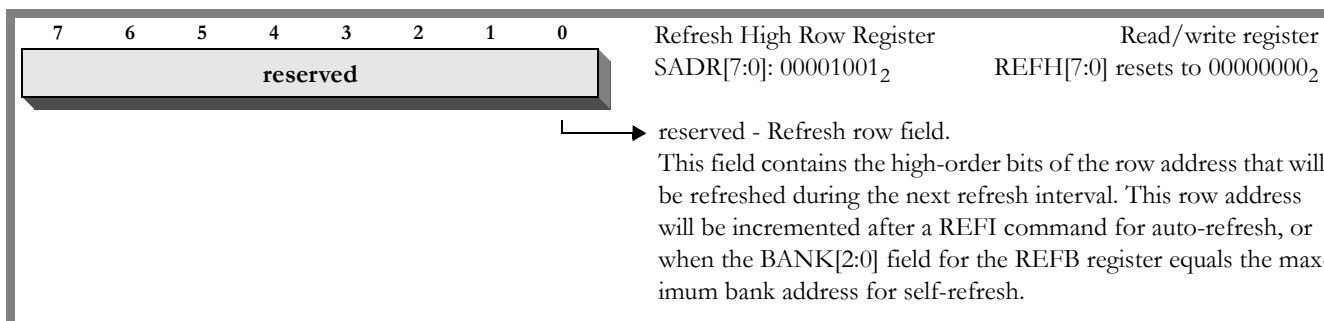 7 6 5 4 3 2 1 0
reserved
Refresh High Row Register Read/write register
SADR[7:0]: 00001001₂ REFH[7:0] resets to 00000000₂
reserved - Refresh row field.
This field contains the high-order bits of the row address that will
be refreshed during the next refresh interval. This row address
will be incremented after a REFI command for auto-refresh, or
when the BANK[2:0] field for the REFB register equals the max-
imum bank address for self-refresh.